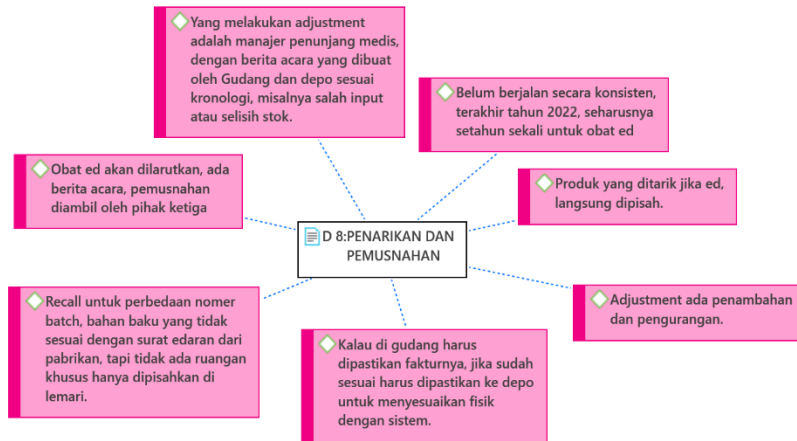 Yang melakukan adjustment
adalah manajer penunjang medis,
dengan berita acara yang dibuat
oleh Gudang dan depo sesuai
kronologi, misalnya salah input
atau selisih stok.
Belum berjalan secara konsisten,
terakhir tahun 2022, seharusnya
setahun sekali untuk obat ed
Obat ed akan dilarutkan, ada
berita acara, pemusnahan
diambil oleh pihak ketiga
Produk yang ditarik jika ed,
langsung dipisah.
D 8:PENARIKAN DAN
PEMUSNAHAN
Recall untuk perbedaan nomer
batch, bahan baku yang tidak
sesuai dengan surat edaran dari
pabrikan, tapi tidak ada ruangan
khusus hanya dipisahkan di
lemari.
Adjustment ada penambahan
dan pengurangan.
Kalau di gudang harus
dipastikan fakturnya, jika sudah
sesuai harus dipastikan ke depo
untuk menyesuaikan fisik
dengan sistem.